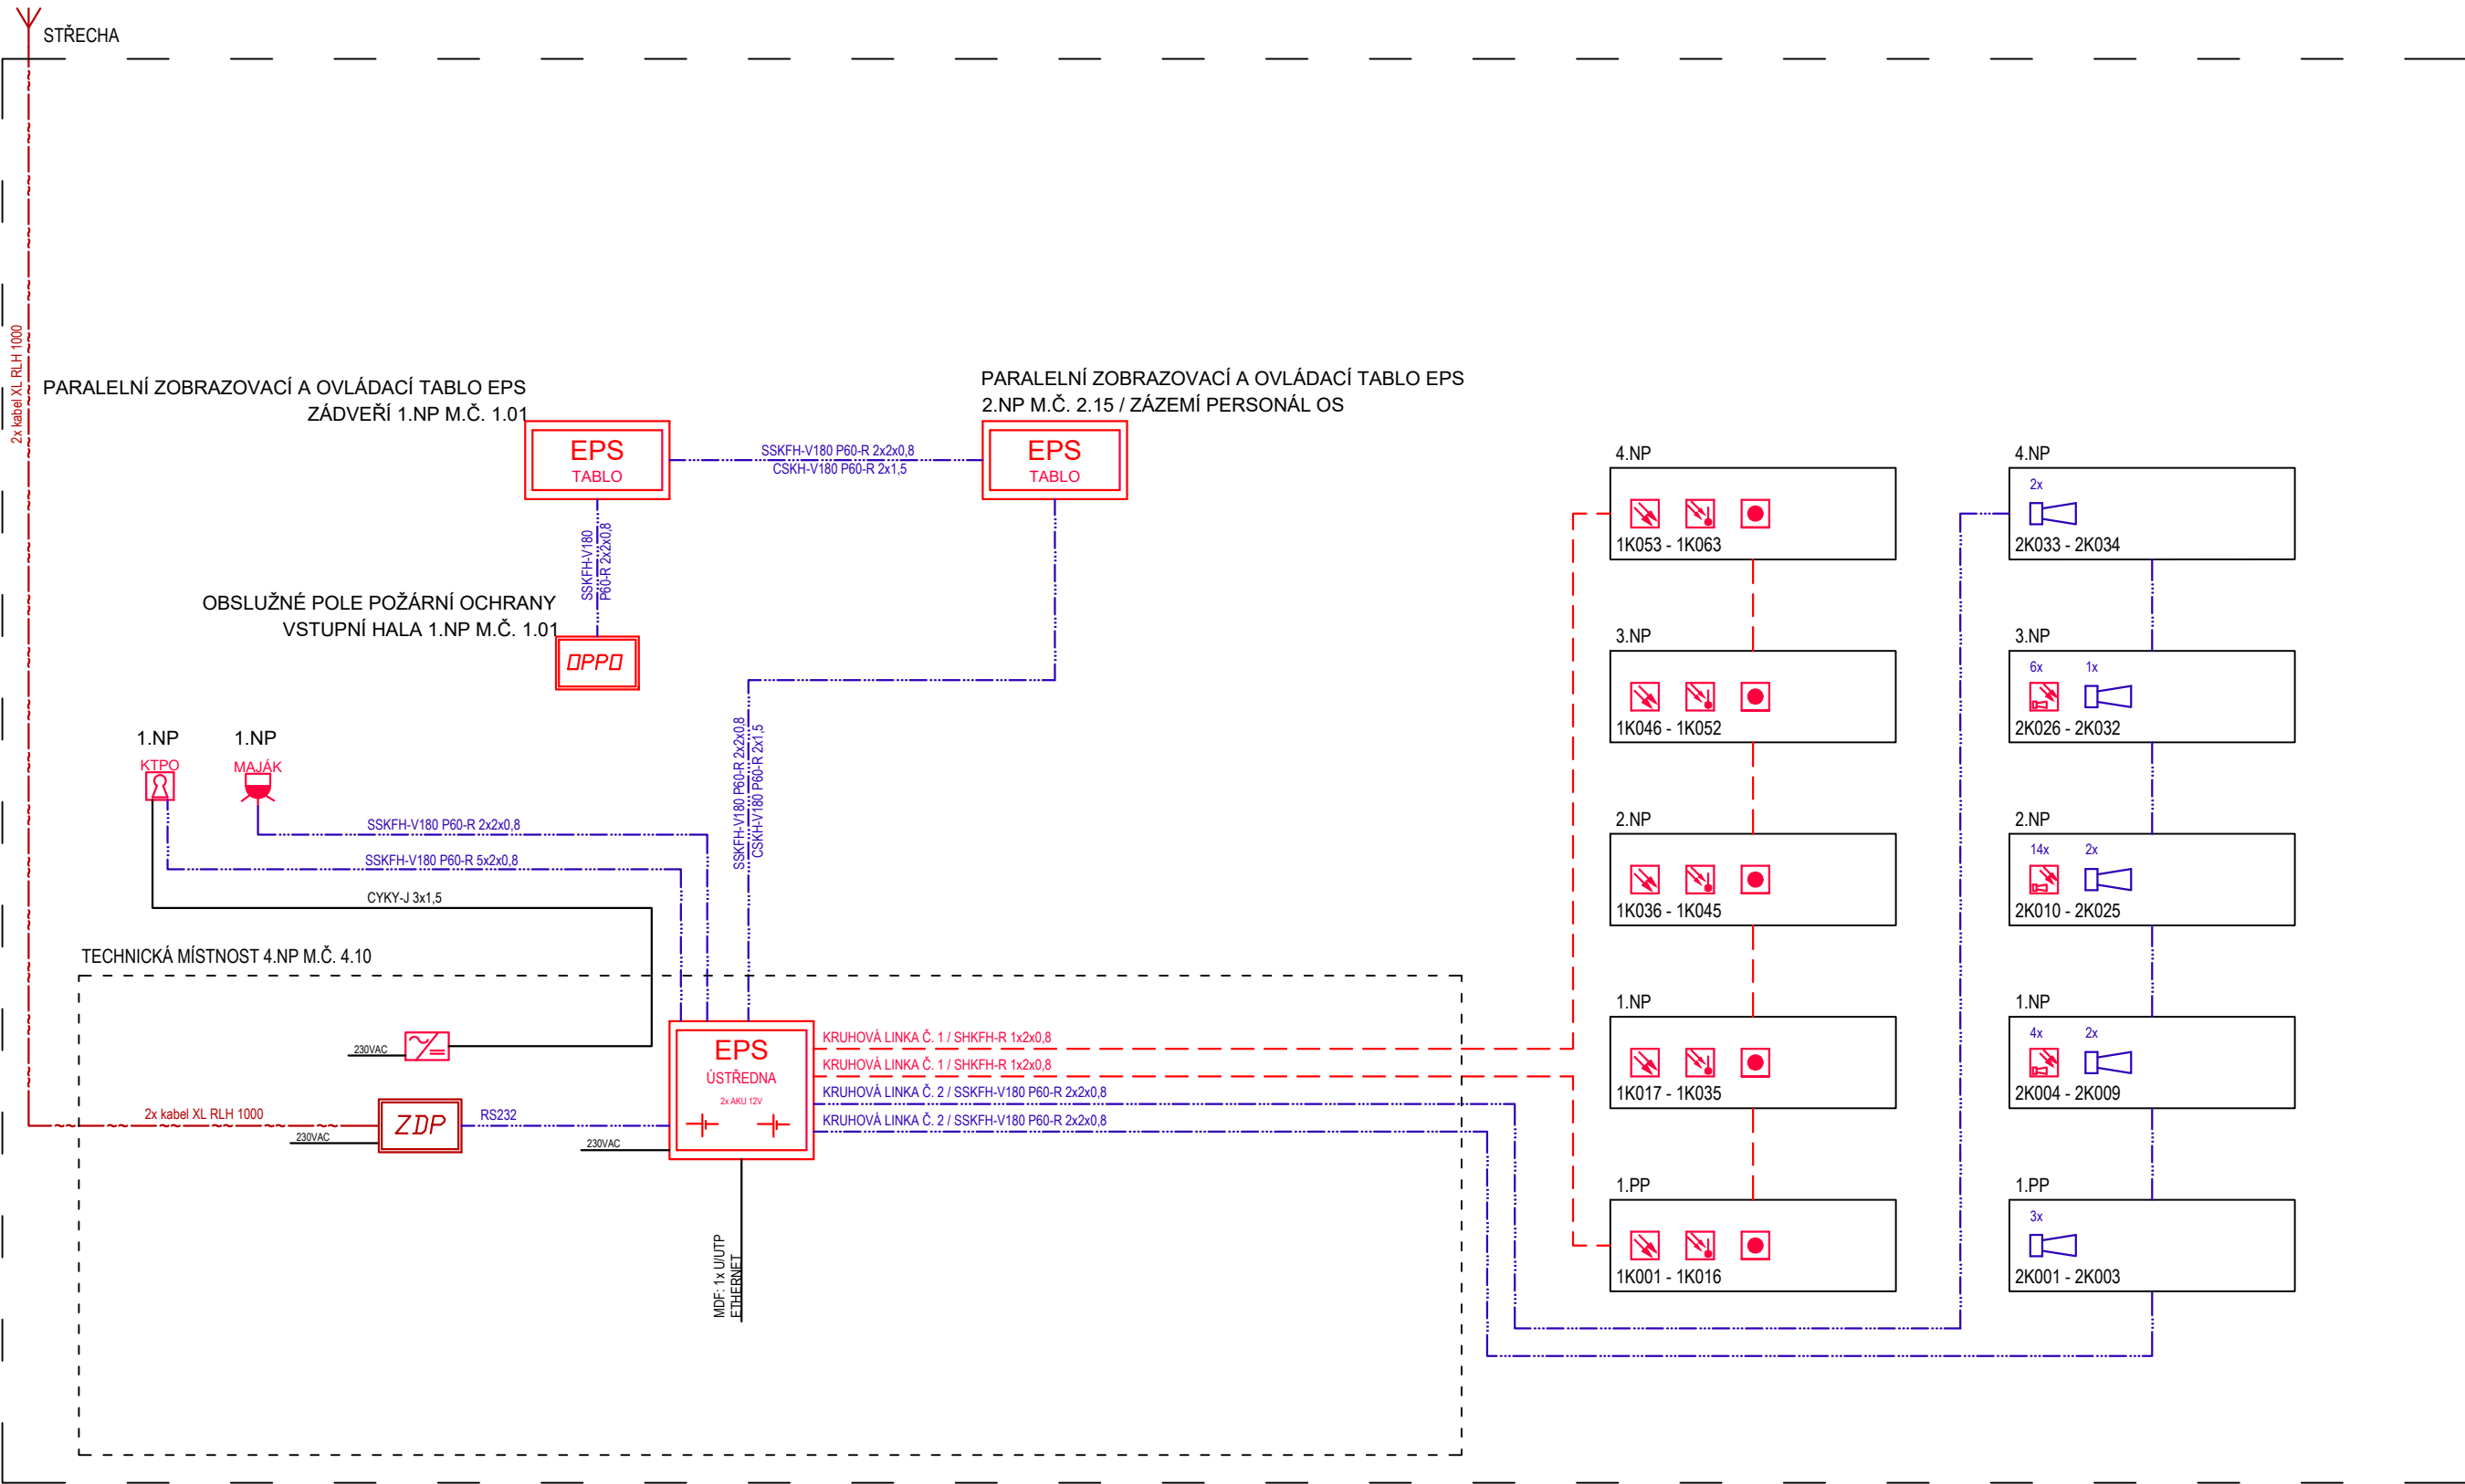 STŘECHA
2x kabel XL RLH 1000
PARALELNÍ ZOBRAZOVACÍ A OVLÁDACÍ TABLO EPS
ZÁDVEŘÍ 1.NP M.Č. 1.01
EPS
TABLO
SSKFH-V180 P60-R 2x2x0,8
CSKH-V180 P60-R 2x1,5
PARALELNÍ ZOBRAZOVACÍ A OVLÁDACÍ TABLO EPS
2.NP M.Č. 2.15 / ZÁZEMÍ PERSONÁL OS
EPS
TABLO
SSKFH-V180
P60-R 2x2x0,8
OBSLUŽNÉ POLE POŽÁRNÍ OCHRANY
VSTUPNÍ HALA 1.NP M.Č. 1.01
OPPO
SSKFH-V180 P60-R 2x2x0,8
CSKH-V180 P60-R 2x1,5
1.NP
KTPO
1.NP
MAJÁK
SSKFH-V180 P60-R 2x2x0,8
SSKFH-V180 P60-R 5x2x0,8
CYKY-J 3x1,5
TECHNICKÁ MÍSTNOST 4.NP M.Č. 4.10
230VAC
2x kabel XL RLH 1000
230VAC
ZDP
RS232
230VAC
EPS
ÚSTŘEDNA
2x AKU 12V
MDF: 1x U/UTP
ETHERNET
KRUHOVÁ LINKA Č. 1 / SHKFH-R 1x2x0,8
KRUHOVÁ LINKA Č. 1 / SHKFH-R 1x2x0,8
KRUHOVÁ LINKA Č. 2 / SSKFH-V180 P60-R 2x2x0,8
KRUHOVÁ LINKA Č. 2 / SSKFH-V180 P60-R 2x2x0,8
4.NP
1K053 - 1K063
3.NP
1K046 - 1K052
2.NP
1K036 - 1K045
1.NP
1K017 - 1K035
1.PP
1K001 - 1K016
4.NP
2x
2K033 - 2K034
3.NP
6x 1x
2K026 - 2K032
2.NP
14x 2x
2K010 - 2K025
1.NP
4x 2x
2K004 - 2K009
1.PP
3x
2K001 - 2K003